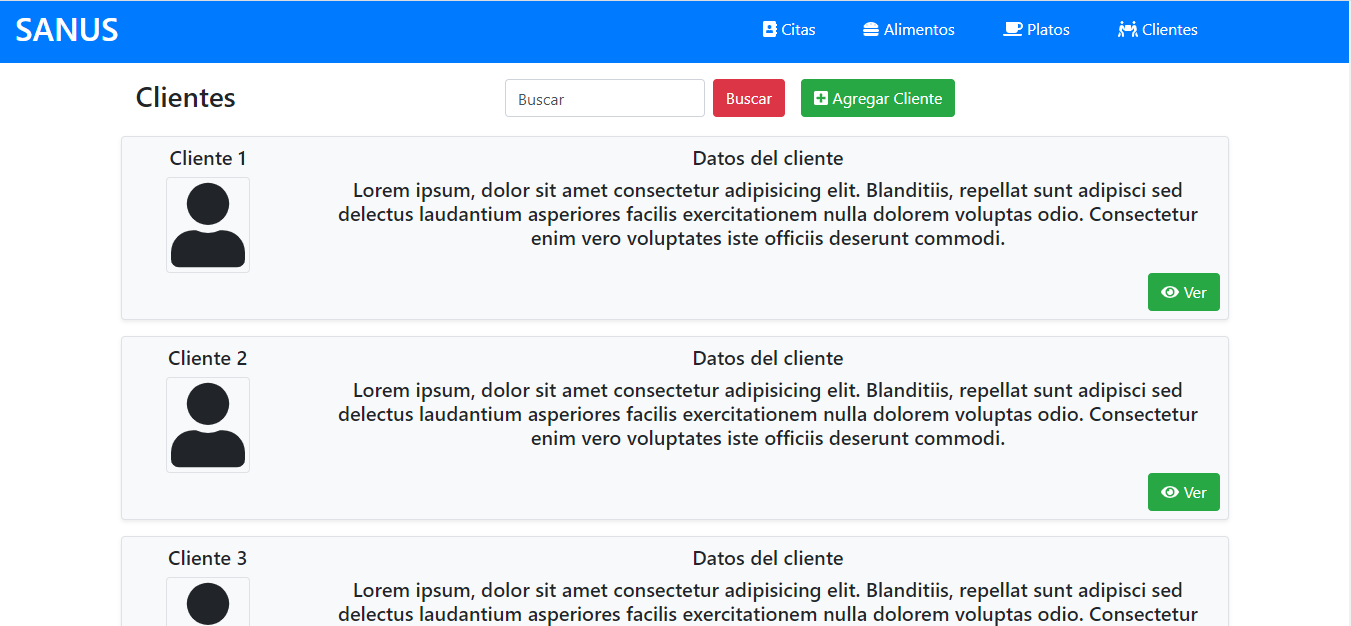 SANUS
Citas
Alimentos
Platos
Clientes
Clientes
Buscar
Buscar
Agregar Cliente
Cliente 1
Datos del cliente
Lorem ipsum, dolor sit amet consectetur adipisicing elit. Blanditiis, repellat sunt adipisci sed
delectus laudantium asperiores facilis exercitationem nulla dolorem voluptas odio. Consectetur
enim vero voluptates iste officiis deserunt commodi.
Ver
Cliente 2
Datos del cliente
Lorem ipsum, dolor sit amet consectetur adipisicing elit. Blanditiis, repellat sunt adipisci sed
delectus laudantium asperiores facilis exercitationem nulla dolorem voluptas odio. Consectetur
enim vero voluptates iste officiis deserunt commodi.
Ver
Cliente 3
Datos del cliente
Lorem ipsum, dolor sit amet consectetur adipisicing elit. Blanditiis, repellat sunt adipisci sed
delectus laudantium asperiores facilis exercitationem nulla dolorem voluptas odio. Consectetur